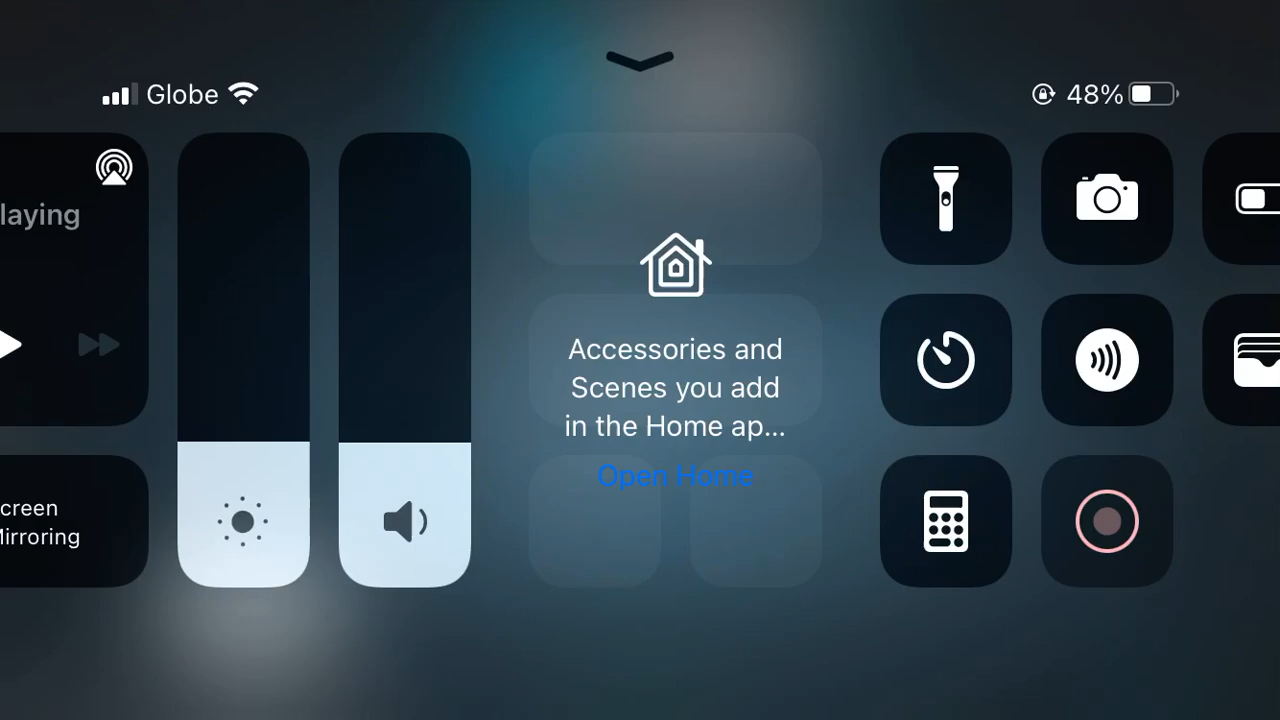 Globe
48%
laying
Accessories and
Scenes you add
in the Home ap...
Open Home
creen
Mirroring